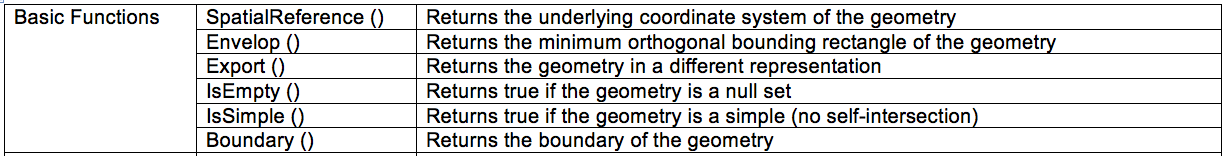 Basic Functions SpatialReference () Returns the underlying coordinate system of the geometry
Envelop () Returns the minimum orthogonal bounding rectangle of the geometry
Export () Returns the geometry in a different representation
IsEmpty () Returns true if the geometry is a null set
IsSimple () Returns true if the geometry is a simple (no self-intersection)
Boundary () Returns the boundary of the geometry